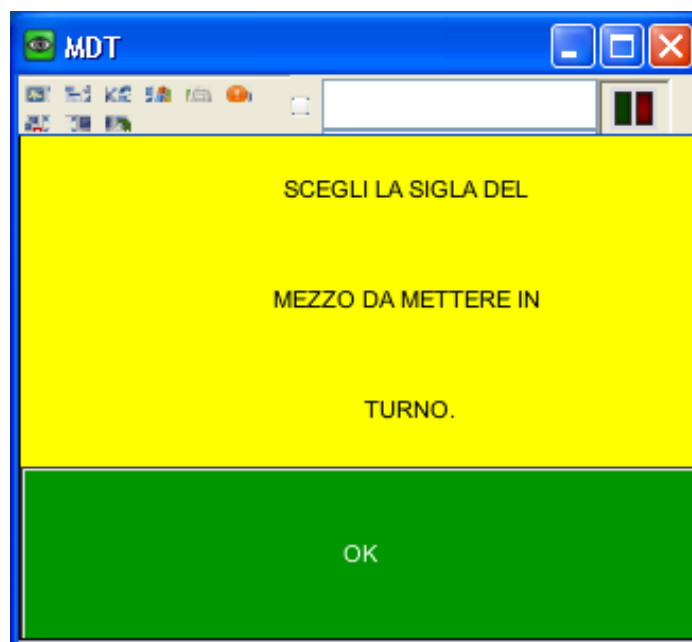 MDT
SCEGLI LA SIGLA DEL
MEZZO DA METTERE IN
TURNO.
OK